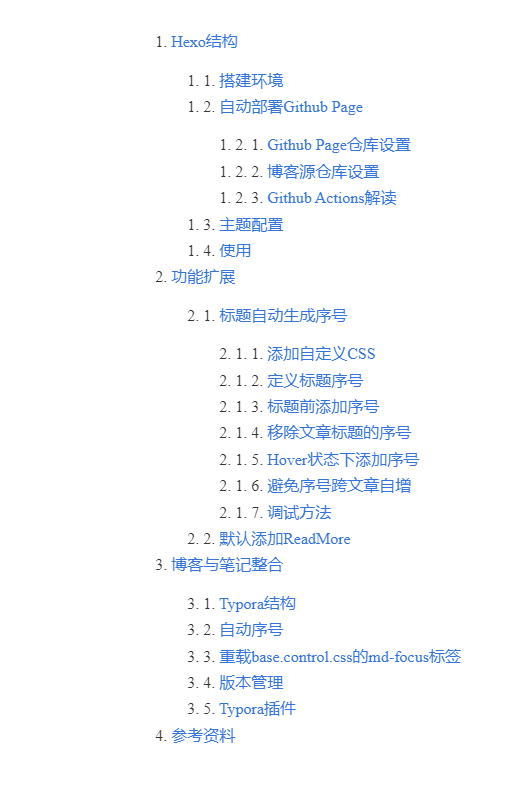 1. Hexo结构
1. 1. 搭建环境
1. 2. 自动部署Github Page
1. 2. 1. Github Page仓库设置
1. 2. 2. 博客源仓库设置
1. 2. 3. Github Actions解读
1. 3. 主题配置
1. 4. 使用
2. 功能扩展
2. 1. 标题自动生成序号
2. 1. 1. 添加自定义CSS
2. 1. 2. 定义标题序号
2. 1. 3. 标题前添加序号
2. 1. 4. 移除文章标题的序号
2. 1. 5. Hover状态下添加序号
2. 1. 6. 避免序号跨文章自增
2. 1. 7. 调试方法
2. 2. 默认添加ReadMore
3. 博客与笔记整合
3. 1. Typora结构
3. 2. 自动序号
3. 3. 重载base.control.css的md-focus标签
3. 4. 版本管理
3. 5. Typora插件
4. 参考资料